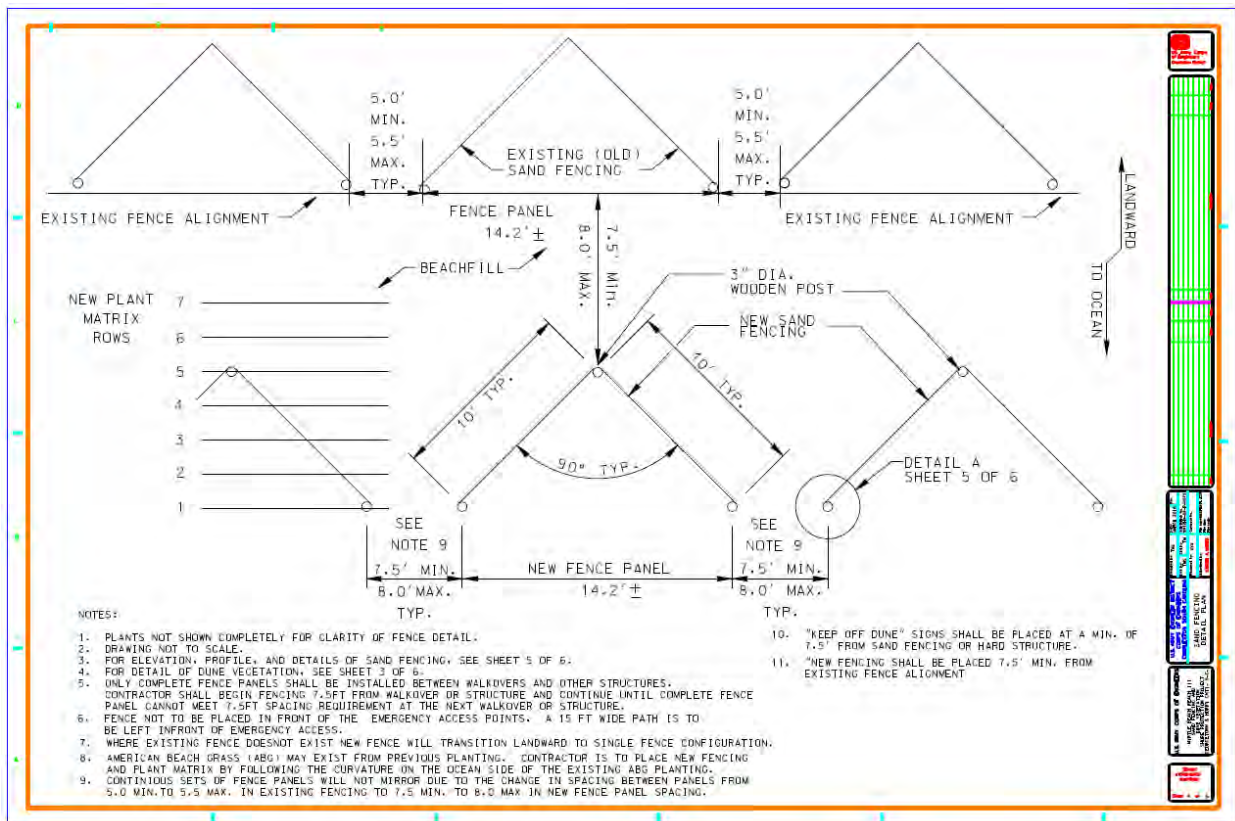 5.0'
MIN.
5.5'
MAX.
TYP.
EXISTING (OLD)
SAND FENCING
5.0'
MIN.
5.5'
MAX.
TYP.
EXISTING FENCE ALIGNMENT
FENCE PANEL
14.2'±
EXISTING FENCE ALIGNMENT
LANDWARD
TO OCEAN
7.5' Min.
8.0' MAX.
BEACHFILL
3" DIA.
WOODEN POST
NEW PLANT
MATRIX
ROWS
7
6
5
4
3
2
1
NEW SAND
FENCING
10' TYP.
10' TYP.
90° TYP.
DETAIL A
SHEET 5 OF 6
SEE
NOTE 9
7.5' MIN.
8.0'MAX.
TYP.
NEW FENCE PANEL
14.2'±
SEE
NOTE 9
7.5' MIN.
8.0' MAX.
TYP.
NOTES:
1. PLANTS NOT SHOWN COMPLETELY FOR CLARITY OF FENCE DETAIL.
2. DRAWING NOT TO SCALE.
3. FOR ELEVATION, PROFILE, AND DETAILS OF SAND FENCING, SEE SHEET 5 OF 6.
4. FOR DETAIL OF DUNE VEGETATION, SEE SHEET 3 OF 6.
5. ONLY COMPLETE FENCE PANELS SHALL BE INSTALLED BETWEEN WALKOVERS AND OTHER STRUCTURES.
CONTRACTOR SHALL BEGIN FENCING 7.5FT FROM WALKOVER OR STRUCTURE AND CONTINUE UNTIL COMPLETE FENCE
PANEL CANNOT MEET 7.5FT SPACING REQUIREMENT AT THE NEXT WALKOVER OR STRUCTURE.
6. FENCE NOT TO BE PLACED IN FRONT OF THE EMERGENCY ACCESS POINTS. A 15 FT WIDE PATH IS TO
BE LEFT INFRONT OF EMERGENCY ACCESS.
7. WHERE EXISTING FENCE DOESNOT EXIST NEW FENCE WILL TRANSITION LANDWARD TO SINGLE FENCE CONFIGURATION.
8. AMERICAN BEACH GRASS (ABG) MAY EXIST FROM PREVIOUS PLANTING. CONTRACTOR IS TO PLACE NEW FENCING
AND PLANT MATRIX BY FOLLOWING THE CURVATURE ON THE OCEAN SIDE OF THE EXISTING ABG PLANTING.
9. CONTINIOUS SETS OF FENCE PANELS WILL NOT MIRROR DUE TO THE CHANGE IN SPACING BETWEEN PANELS FROM
5.0 MIN.TO 5.5 MAX. IN EXISTING FENCING TO 7.5 MIN. TO 8.0 MAX IN NEW FENCE PANEL SPACING.
10. "KEEP OFF DUNE" SIGNS SHALL BE PLACED AT A MIN. OF
7.5' FROM SAND FENCING OR HARD STRUCTURE.
11. "NEW FENCING SHALL BE PLACED 7.5' MIN. FROM
EXISTING FENCE ALIGNMENT
SAND FENCING
DETAIL PLAN